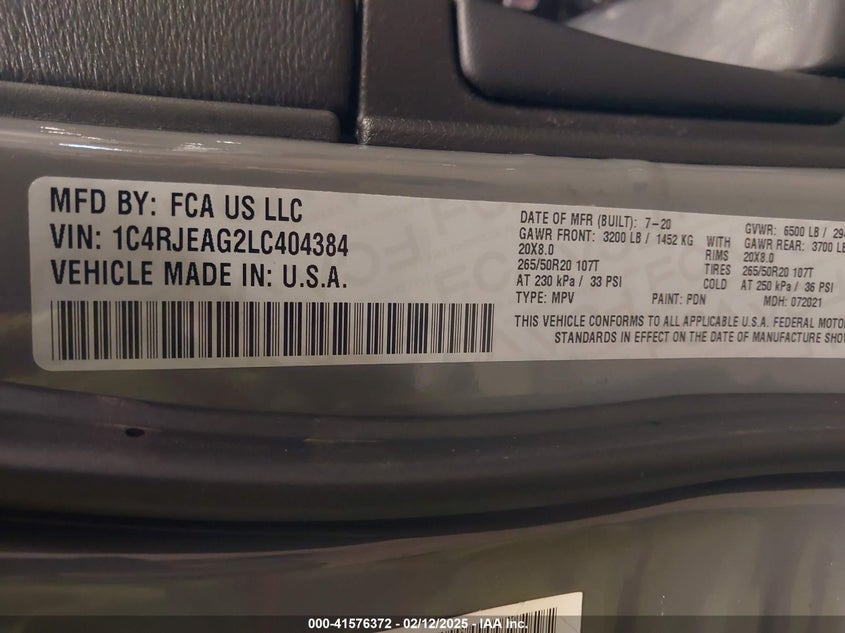 MFD BY: FCA US LLC
VIN: 1C4RJEAG2LC404384
VEHICLE MADE IN: U.S.A.
DATE OF MFR (BUILT): 7-20
GAWR FRONT: 3200 LB / 1452 KG
20X8.0
265/50R20 107T
AT 230 kPa / 33 PSI
TYPE: MPV
PAINT: PDN
WITH
RIMS
TIRES
COLD
GVWR: 6500 LB /
GAWR REAR: 3700
20X8.0
265/50R20 107T
AT 250 kPa / 36 PSI
MDH: 072021
THIS VEHICLE CONFORMS TO ALL APPLICABLE U.S.A. FEDERAL
STANDARDS IN EFFECT ON THE DATE OF MANUFACTURE
000-41576372 - 02/12/2025 - IAA Inc.